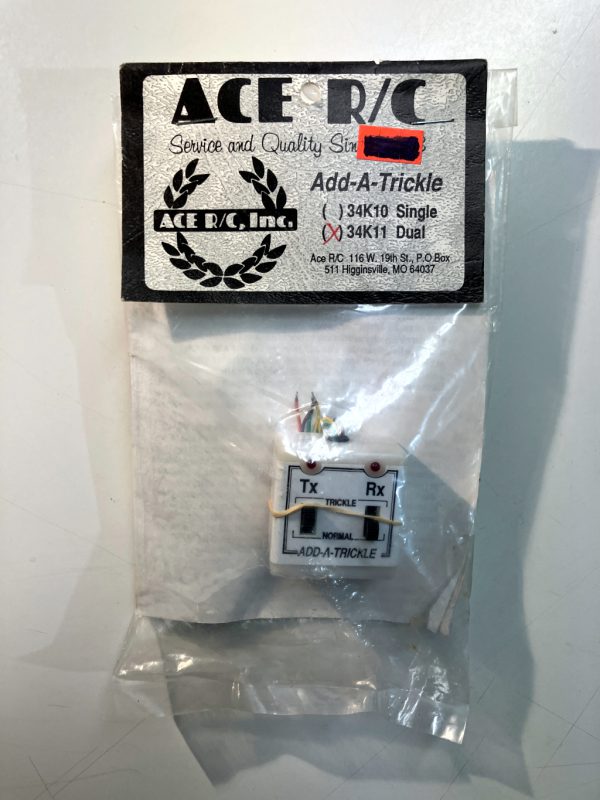 ACE R/C
Service and Quality Sin
Add-A-Trickle
ACE R/C, Inc.
( ) 34K10 Single
(X) 34K11 Dual
Ace R/C 116 W. 19th St., P.O.Box
511 Higginsville, MO 64037
Tx Rx
TRICKLE
NORMAL
ADD-A-TRICKLE